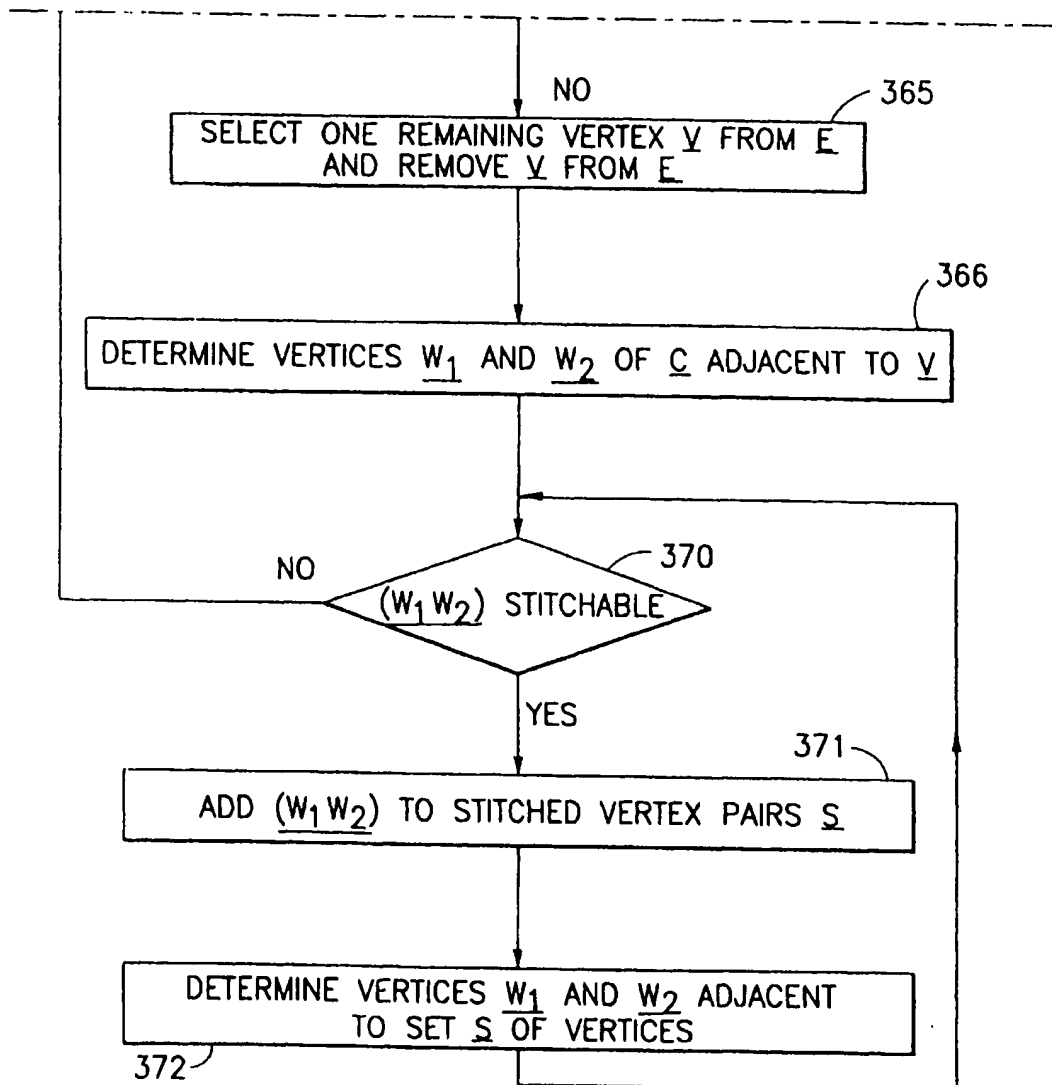 NO
365
SELECT ONE REMAINING VERTEX V FROM E
AND REMOVE V FROM E
366
DETERMINE VERTICES W1 AND W2 OF C ADJACENT TO V
370
NO
(W1 W2) STITCHABLE
YES
371
ADD (W1 W2) TO STITCHED VERTEX PAIRS S
DETERMINE VERTICES W1 AND W2 ADJACENT
TO SET S OF VERTICES
372